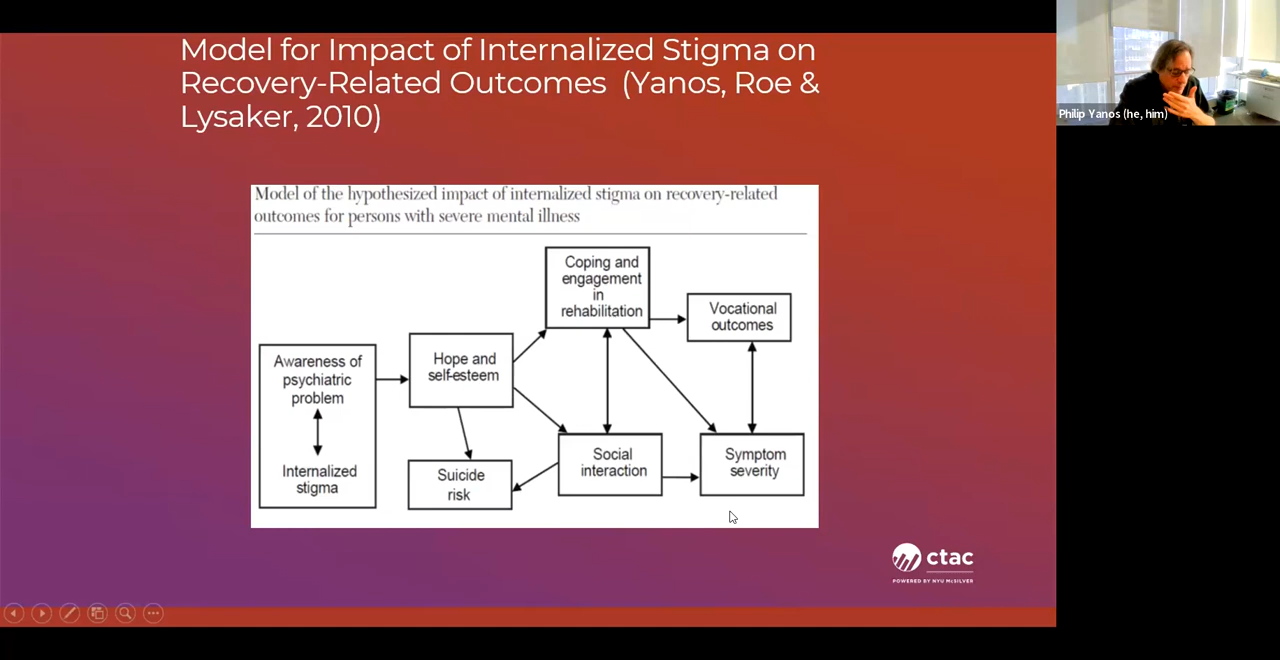 Model for Impact of Internalized Stigma on
Recovery-Related Outcomes (Yanos, Roe &
Lysaker, 2010)
Philip Yanos (he, him)
Model of the hypothesized impact of internalized stigma on recovery-related
outcomes for persons with severe mental illness
Coping and
engagement
in
rehabilitation
Vocational
outcomes
Awareness of
psychiatric
problem
Hope and
self-esteem
Internalized
stigma
Suicide
risk
Social
interaction
Symptom
severity
ctac
POWERED BY NYU McSILVER